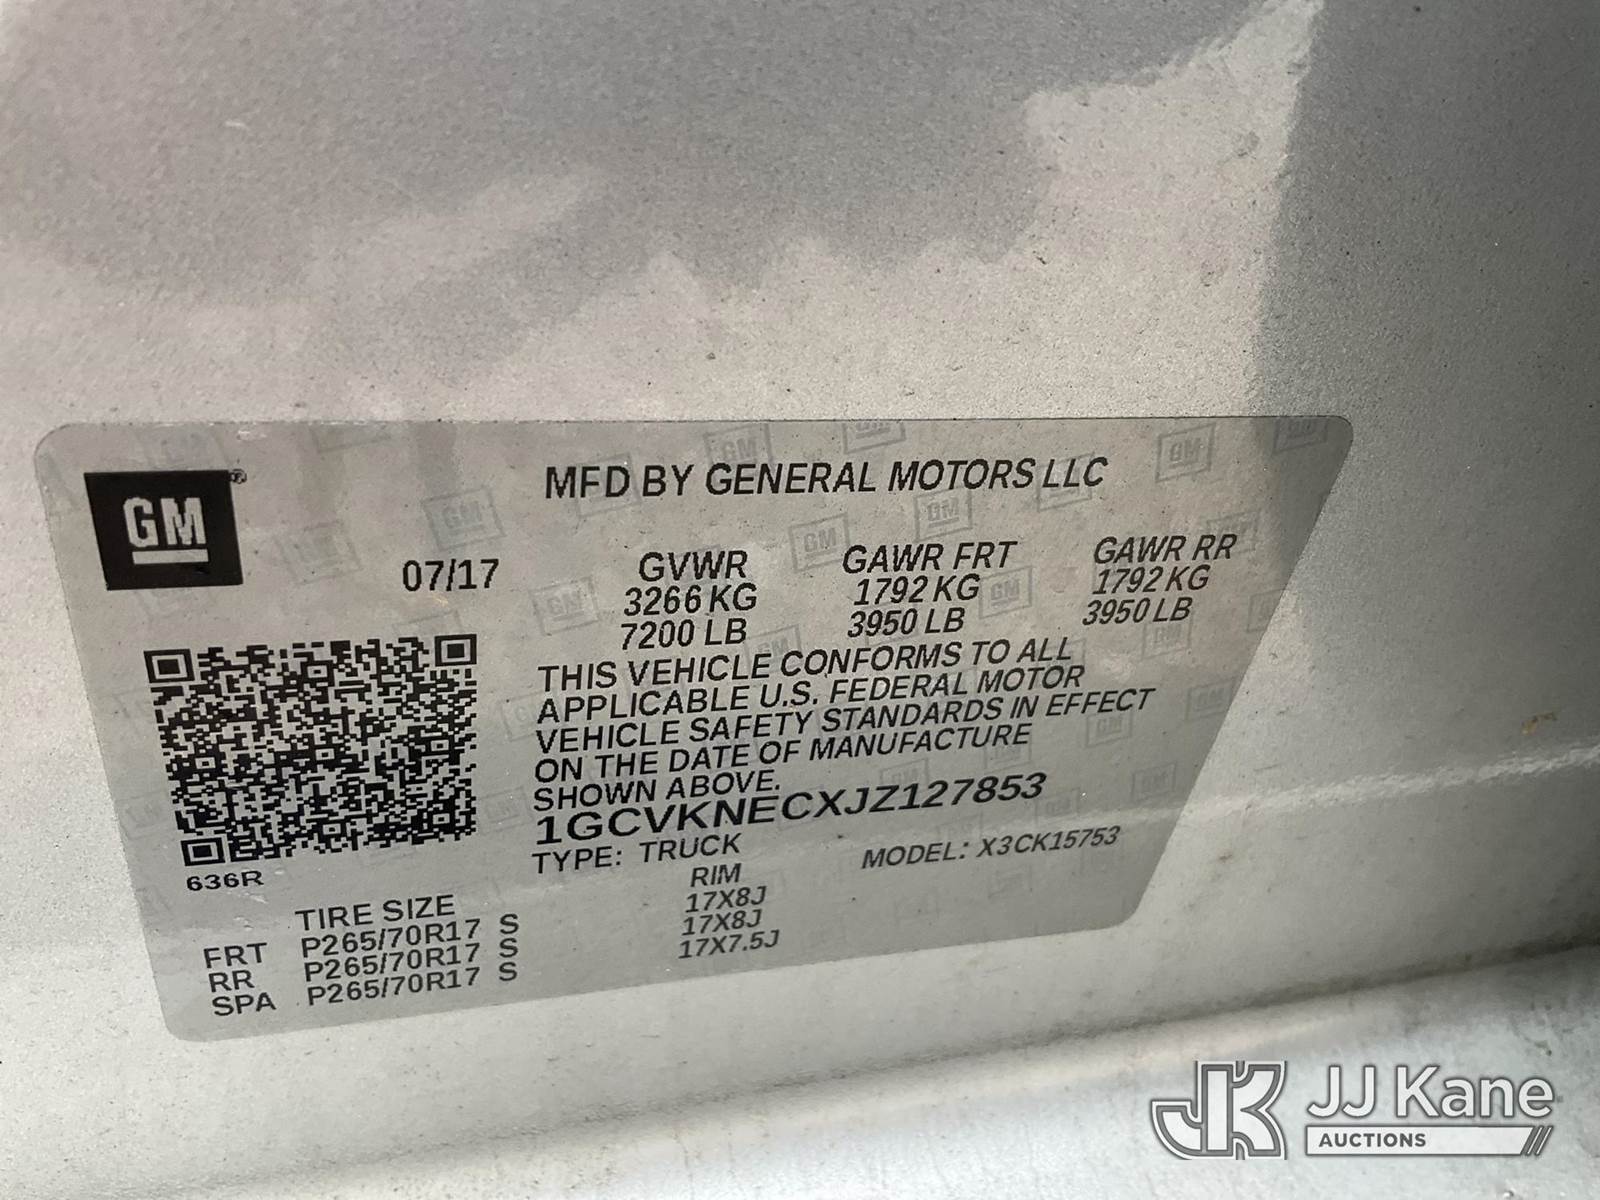 GM®
MFD BY GENERAL MOTORS LLC
07/17
GVWR GAWR FRT GAWR RR
3266 KG 1792 KG 1792 KG
7200 LB 3950 LB 3950 LB
THIS VEHICLE CONFORMS TO ALL
APPLICABLE U.S. FEDERAL MOTOR
VEHICLE SAFETY STANDARDS IN EFFECT
ON THE DATE OF MANUFACTURE
SHOWN ABOVE.
1GCVKNECXJZ127853
TYPE: TRUCK MODEL: X3CK15753
636R
TIRE SIZE RIM
FRT P265/70R17 S 17X8J
RR P265/70R17 S 17X8J
SPA P265/70R17 S 17X7.5J
JK JJ Kane
AUCTIONS